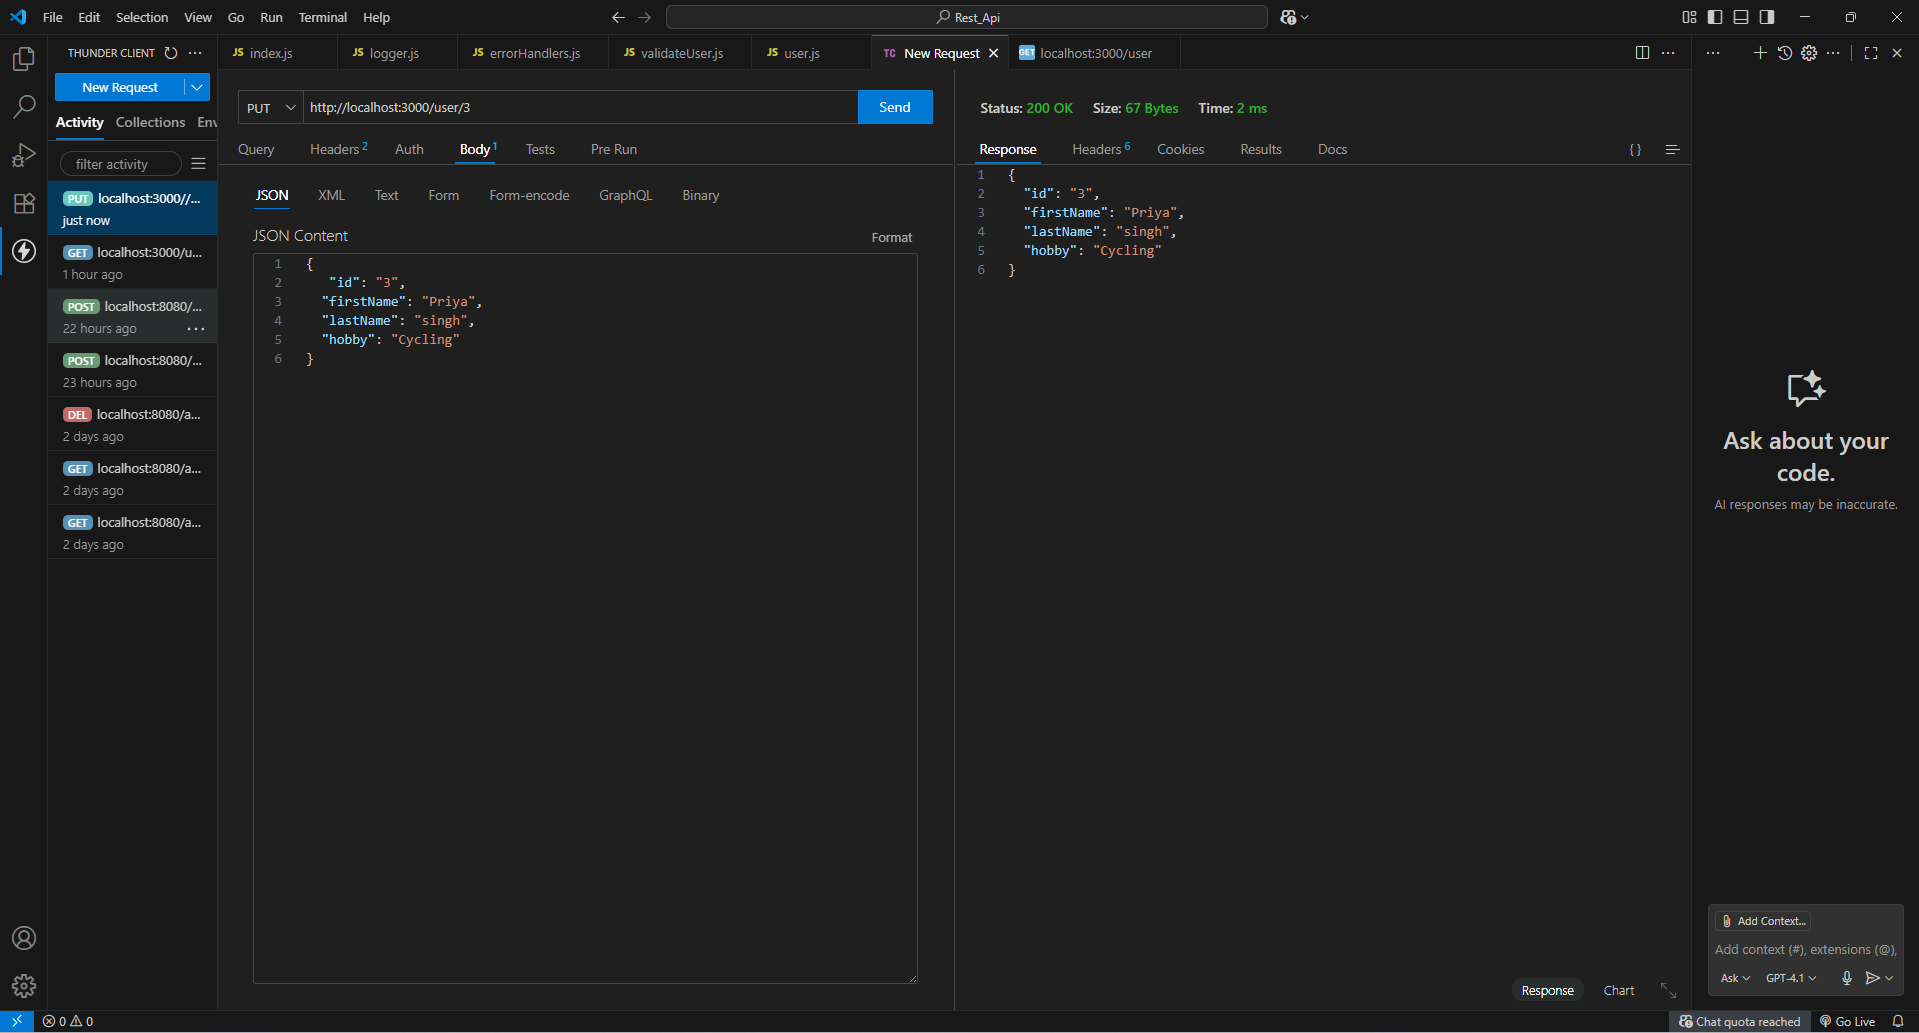 File Edit Selection View Go Run Terminal Help
Rest_Api
THUNDER CLIENT
New Request
Activity Collections Env
filter activity
PUT localhost:3000//...
just now
GET localhost:3000/u...
1 hour ago
POST localhost:8080/...
22 hours ago
POST localhost:8080/...
23 hours ago
DEL localhost:8080/a...
2 days ago
GET localhost:8080/a...
2 days ago
GET localhost:8080/a...
2 days ago
JS index.js JS logger.js JS errorHandlers.js JS validateUser.js JS user.js TC New Request GET localhost:3000/user
PUT http://localhost:3000/user/3 Send
Query Headers 2 Auth Body 1 Tests Pre Run
JSON XML Text Form Form-encode GraphQL Binary
JSON Content Format
1 {
2 "id": "3",
3 "firstName": "Priya",
4 "lastName": "singh",
5 "hobby": "Cycling"
6 }
Status: 200 OK Size: 67 Bytes Time: 2 ms
Response Headers 6 Cookies Results Docs {}
1 {
2 "id": "3",
3 "firstName": "Priya",
4 "lastName": "singh",
5 "hobby": "Cycling"
6 }
Response Chart
Ask about your
code.
AI responses may be inaccurate.
Add Context...
Add context (#), extensions (@),
Ask GPT-4.1
0 0
Chat quota reached Go Live